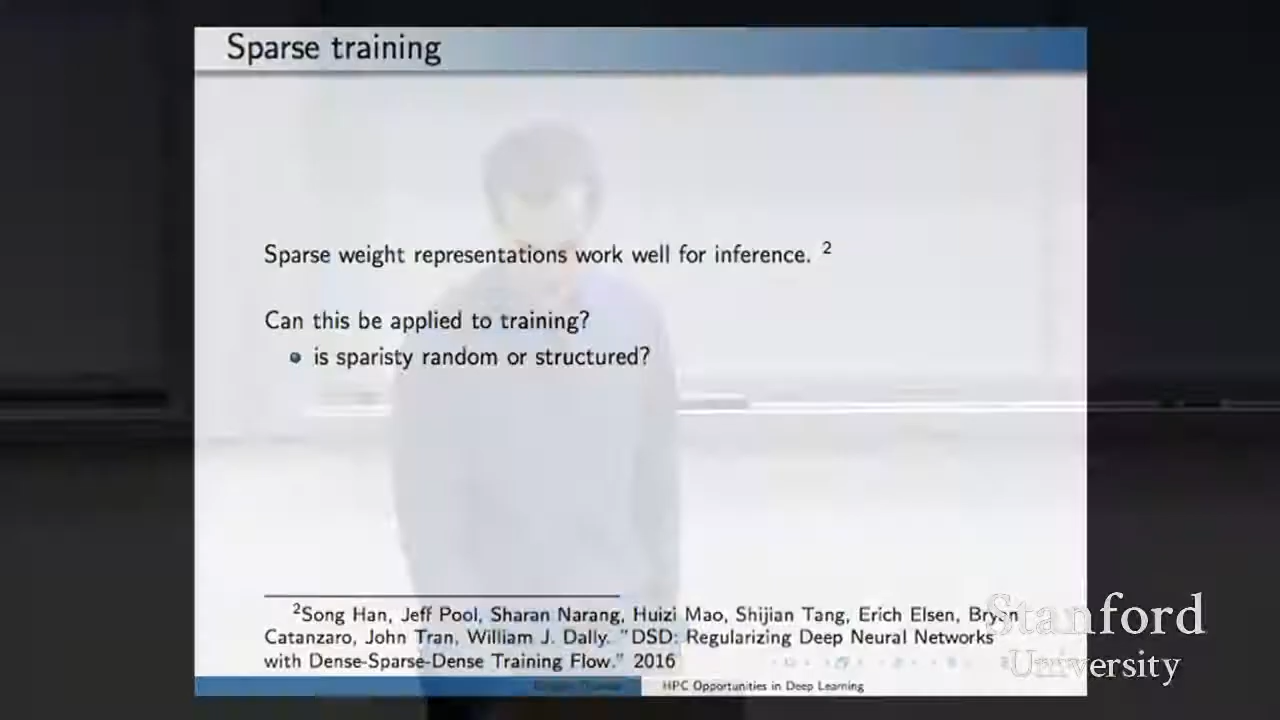 Sparse training
Sparse weight representations work well for inference. 2
Can this be applied to training?
is sparisty random or structured?
2Song Han, Jeff Pool, Sharan Narang, Huizi Mao, Shijian Tang, Erich Elsen, Bryan
Catanzaro, John Tran, William J. Dally. "DSD: Regularizing Deep Neural Networks
with Dense-Sparse-Dense Training Flow." 2016
HPC Opportunities in Deep Learning
Stanford
University